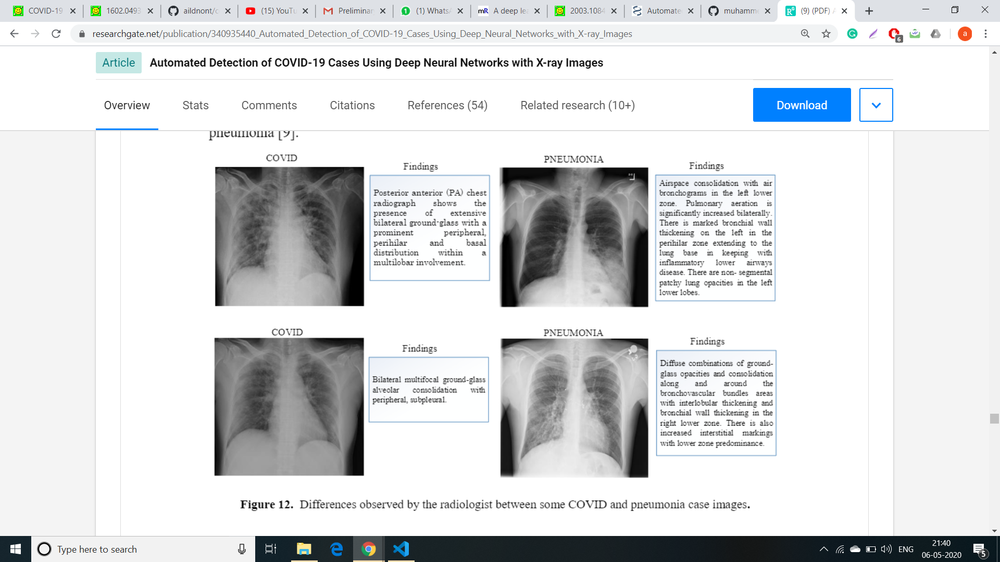 COVID-19
1602.0493
aildnont/c
(15) YouTu
Preliminar
(1) WhatsA
mR A deep lea
2003.1084
Automate
muhamme
(9) (PDF) A
researchgate.net/publication/340935440_Automated_Detection_of_COVID-19_Cases_Using_Deep_Neural_Networks_with_X-ray_Images
6
a
Article Automated Detection of COVID-19 Cases Using Deep Neural Networks with X-ray Images
Overview Stats Comments Citations References (54) Related research (10+) Download
pneumonia [9].
COVID
Findings
Posterior anterior (PA) chest
radiograph shows the
presence of extensive
bilateral ground-glass with a
prominent peripheral,
perihilar and basal
distribution within a
multilobar involvement.
PNEUMONIA
Findings
Airspace consolidation with air
bronchograms in the left lower
zone. Pulmonary aeration is
significantly increased bilaterally.
There is marked bronchial wall
thickening on the left in the
perihilar zone extending to the
lung base in keeping with
inflammatory lower airways
disease. There are non- segmental
patchy lung opacities in the left
lower lobes.
COVID
Findings
Bilateral multifocal ground-glass
alveolar consolidation with
peripheral, subpleural.
PNEUMONIA
Findings
Diffuse combinations of ground-
glass opacities and consolidation
along and around the
bronchovascular bundles areas
with interlobular thickening and
bronchial wall thickening in the
right lower zone. There is also
increased interstitial markings
with lower zone predominance.
Figure 12. Differences observed by the radiologist between some COVID and pneumonia case images.
Type here to search
ENG
21:40
06-05-2020
5